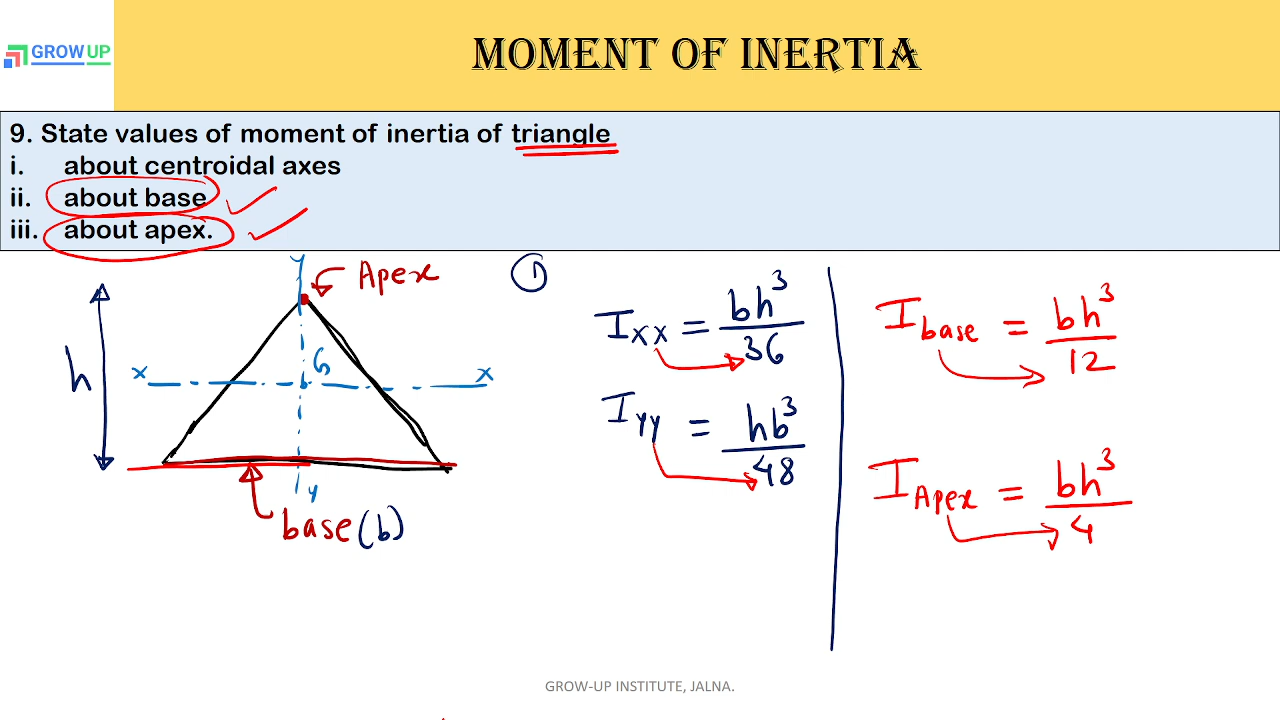 GROW UP
MOMENT OF INERTIA
9. State values of moment of inertia of triangle
i. about centroidal axes
ii. about base
iii. about apex.
Apex
y
h
x
G
x
y
base (b)
①
Ixx = bh³/36
Iyy = hb³/48
Ibase = bh³/12
IApex = bh³/4
GROW-UP INSTITUTE, JALNA.